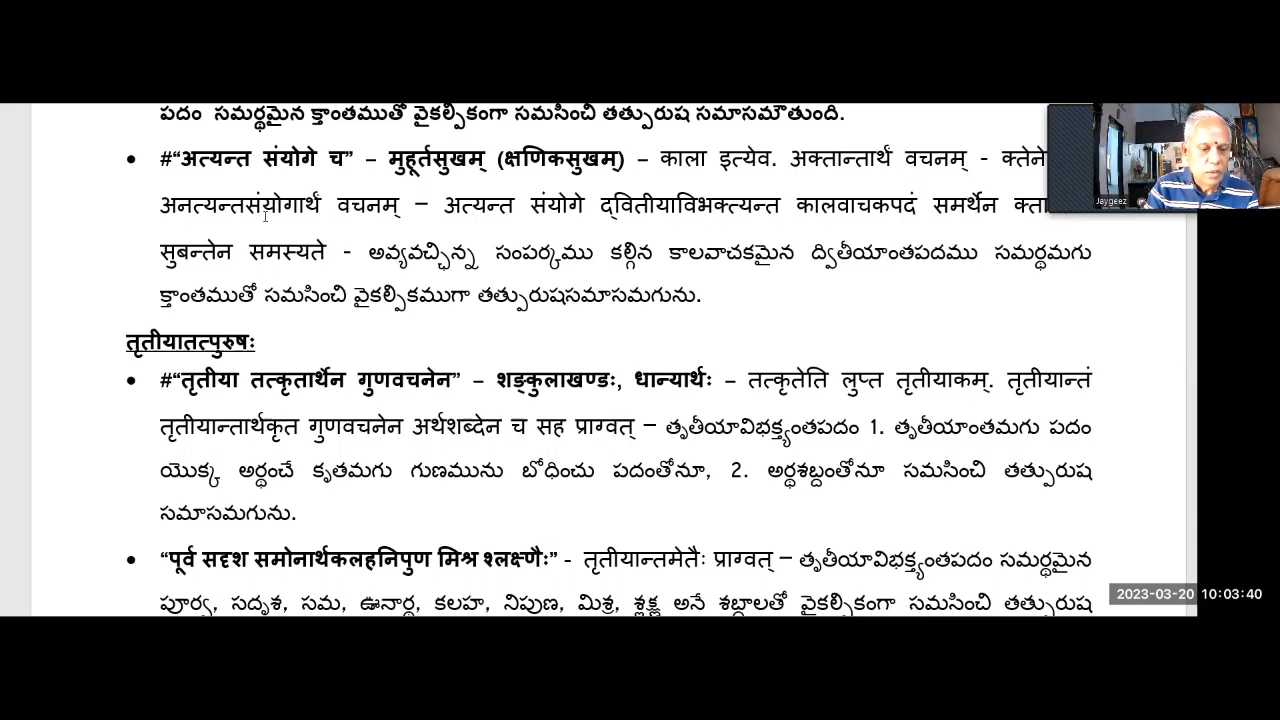 పదం సమర్థమైన క్తాంతముతో వైకల్పికంగా సమసించి తత్పురుష సమాసమౌతుంది.
• #“अत्यन्त संयोगे च” – मुहूर्तसुखम् (क्षणिकसुखम्) – काला इत्येव. अक्तान्तार्थं वचनम् - क्तेने
अनत्यन्तसंयोगार्थं वचनम् – अत्यन्त संयोगे द्वितीयाविभक्त्यन्त कालवाचकपदं समर्थेन क्ता
सुबन्तेन समस्यते - అవ్యవచ్ఛిన్న సంపర్కము కల్గిన కాలవాచకమైన ద్వితీయాంతపదము సమర్థమగు
క్తాంతముతో సమసించి వైకల్పికముగా తత్పురుషసమాసమగును.
तृतीयातत्पुरुषः
• #“तृतीया तत्कृतार्थेन गुणवचनेन” – शङ्कुलाखण्डः, धान्यार्थः – तत्कृतेति लुप्त तृतीयाकम्. तृतीयान्तं
तृतीयान्तार्थकृत गुणवचनेन अर्थशब्देन च सह प्राग्वत् – తృతీయావిభక్త్యంతపదం 1. తృతీయాంతమగు పదం
యొక్క అర్థంచే కృతమగు గుణమును బోధించు పదంతోనూ, 2. అర్థశబ్దంతోనూ సమసించి తత్పురుష
సమాసమగును.
• “पूर्व सदृश समोनार्थकलहनिपुण मिश्र श्लक्ष्णैः” - तृतीयान्तमेतैः प्राग्वत् – తృతీయావిభక్త్యంతపదం సమర్థమైన
పూర్వ, సదృశ, సమ, ఊనార్థ, కలహ, నిపుణ, మిశ్ర, శ్లక్ష్ణ అనే శబ్దాలతో వైకల్పికంగా సమసించి తత్పురుష
Jaygeez
2023-03-20 10:03:40